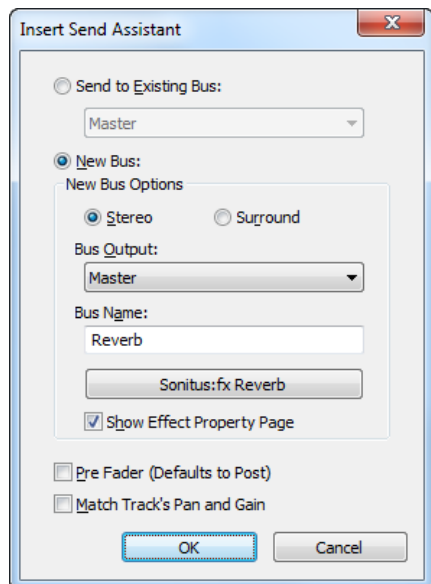 Insert Send Assistant
Send to Existing Bus:
Master
New Bus:
New Bus Options
Stereo Surround
Bus Output:
Master
Bus Name:
Reverb
Sonitus:fx Reverb
Show Effect Property Page
Pre Fader (Defaults to Post)
Match Track's Pan and Gain
OK Cancel